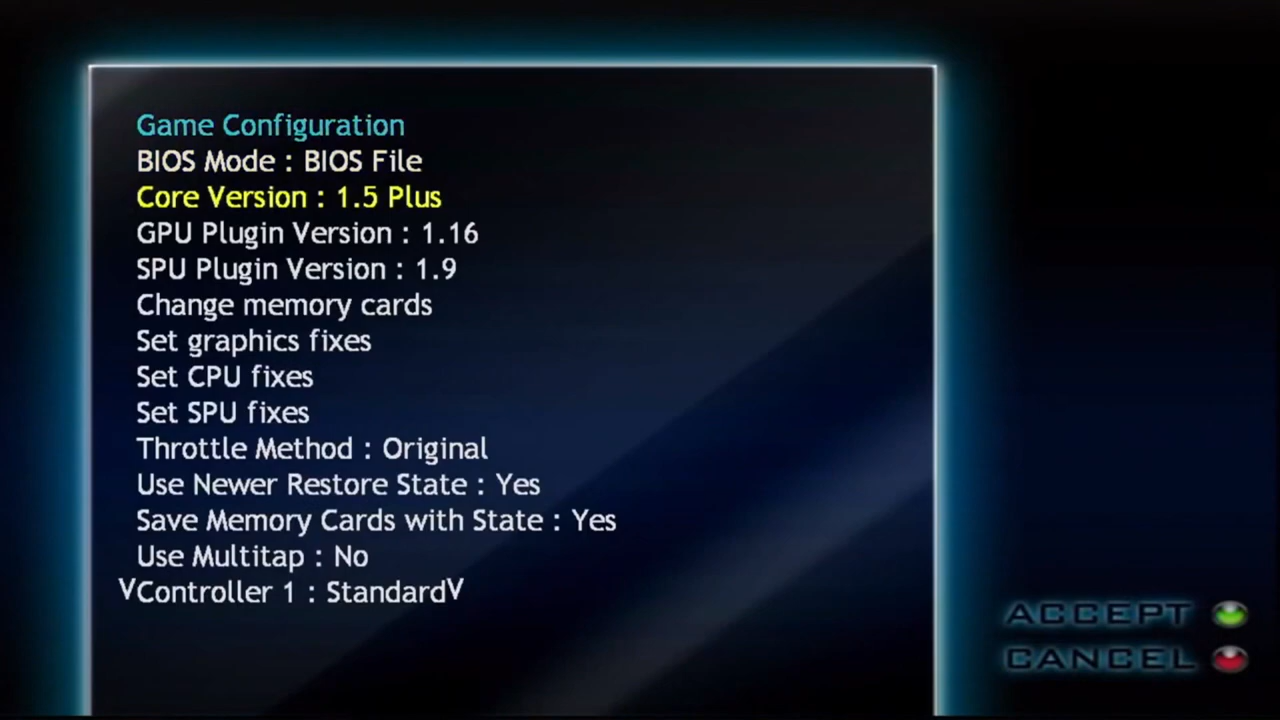 Game Configuration
BIOS Mode : BIOS File
Core Version : 1.5 Plus
GPU Plugin Version : 1.16
SPU Plugin Version : 1.9
Change memory cards
Set graphics fixes
Set CPU fixes
Set SPU fixes
Throttle Method : Original
Use Newer Restore State : Yes
Save Memory Cards with State : Yes
Use Multitap : No
VController 1 : StandardV
ACCEPT
CANCEL